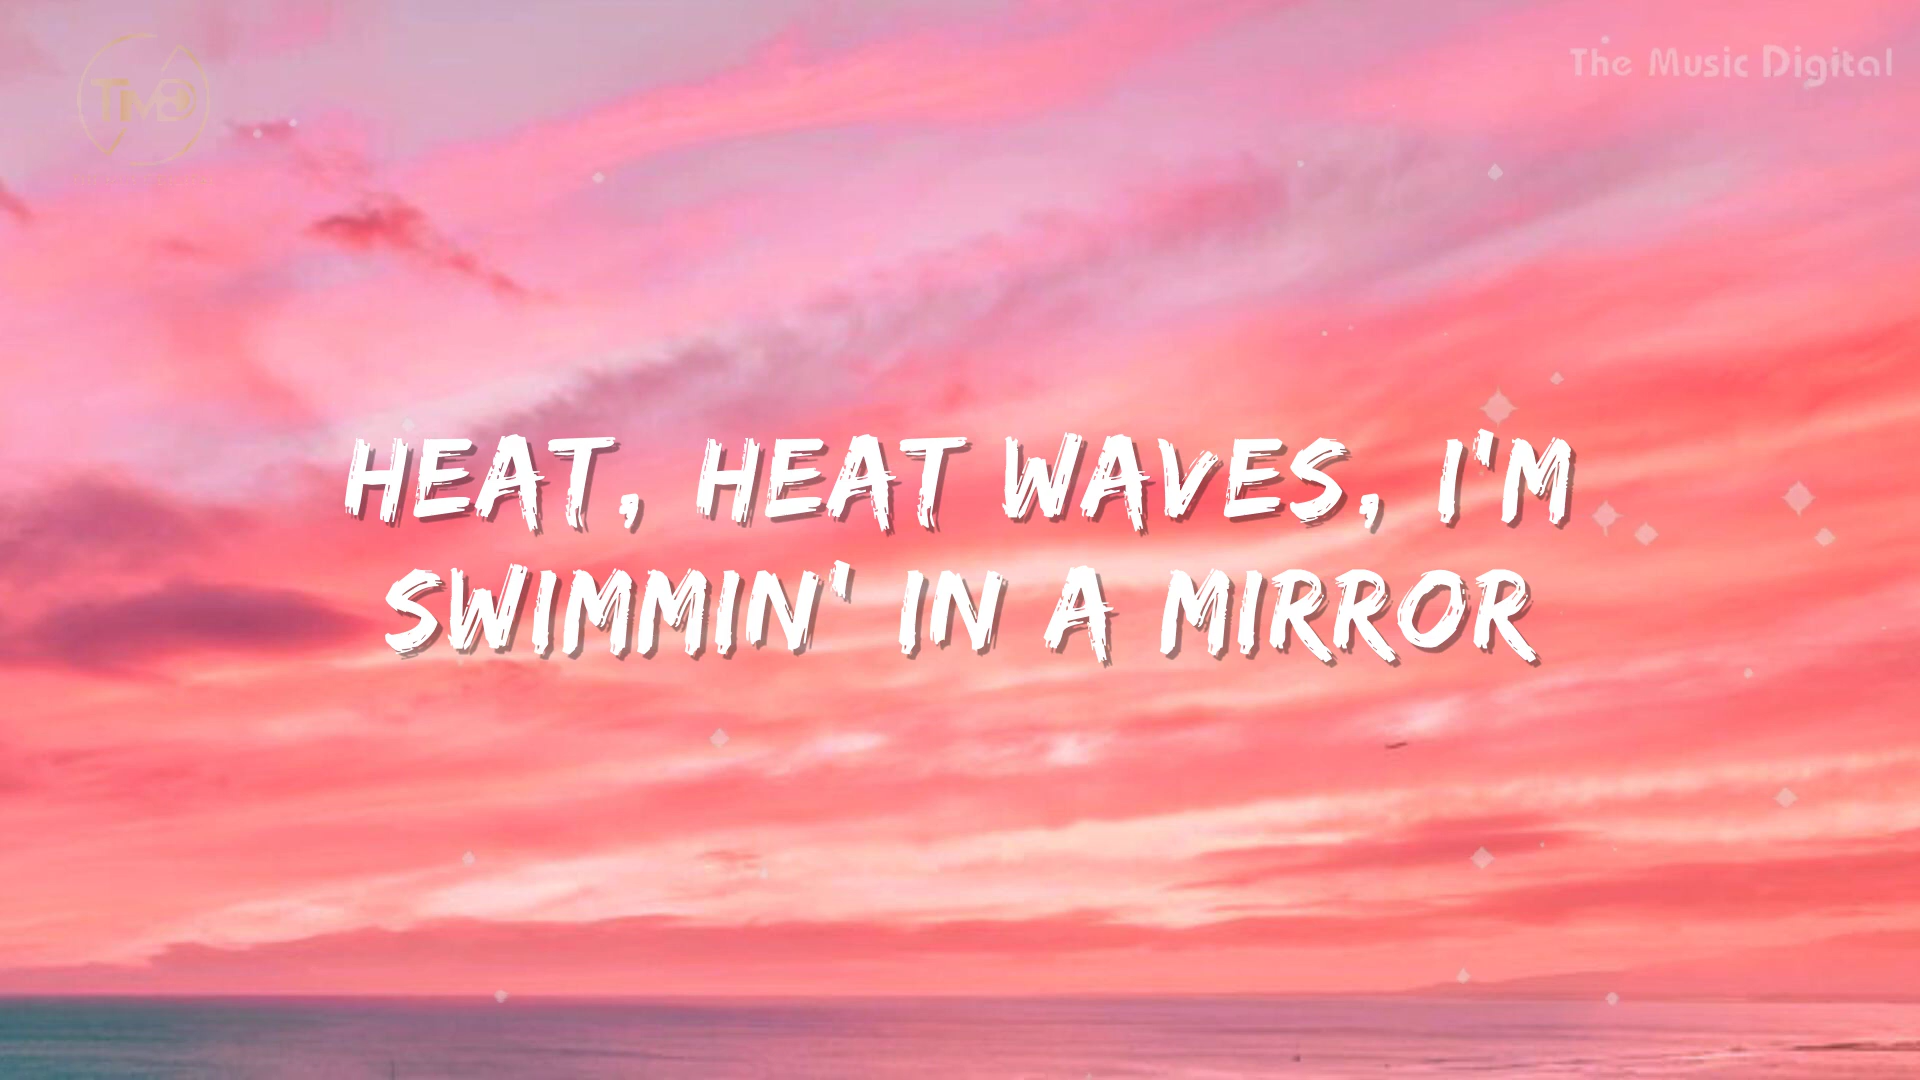 The Music Digital
HEAT, HEAT WAVES, I'M
SWIMMIN' IN A MIRROR